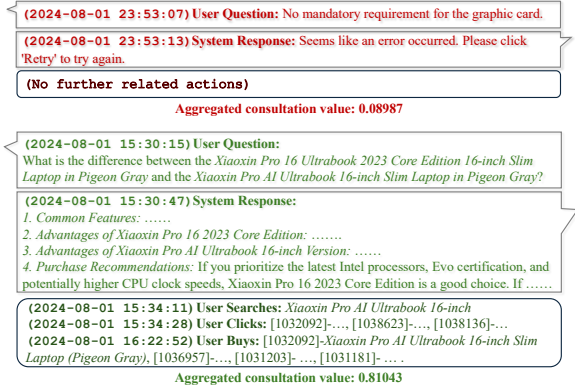 (2024-08-01 23:53:07) User Question: No mandatory requirement for the graphic card.
(2024-08-01 23:53:13) System Response: Seems like an error occurred. Please click
'Retry' to try again.
(No further related actions)
Aggregated consultation value: 0.08987
(2024-08-01 15:30:15) User Question:
What is the difference between the Xiaoxin Pro 16 Ultrabook 2023 Core Edition 16-inch Slim
Laptop in Pigeon Gray and the Xiaoxin Pro AI Ultrabook 16-inch Slim Laptop in Pigeon Gray?
(2024-08-01 15:30:47) System Response:
1. Common Features: ……
2. Advantages of Xiaoxin Pro 16 2023 Core Edition: …….
3. Advantages of Xiaoxin Pro AI Ultrabook 16-inch Version: ……
4. Purchase Recommendations: If you prioritize the latest Intel processors, Evo certification, and
potentially higher CPU clock speeds, Xiaoxin Pro 16 2023 Core Edition is a good choice. If ……
(2024-08-01 15:34:11) User Searches: Xiaoxin Pro AI Ultrabook 16-inch
(2024-08-01 15:34:28) User Clicks: [1032092]-…, [1038623]-…, [1038136]-…
(2024-08-01 16:22:52) User Buys: [1032092]-Xiaoxin Pro AI Ultrabook 16-inch Slim
Laptop (Pigeon Gray), [1036957]-…, [1031203]- …, [1031181]- … .
Aggregated consultation value: 0.81043